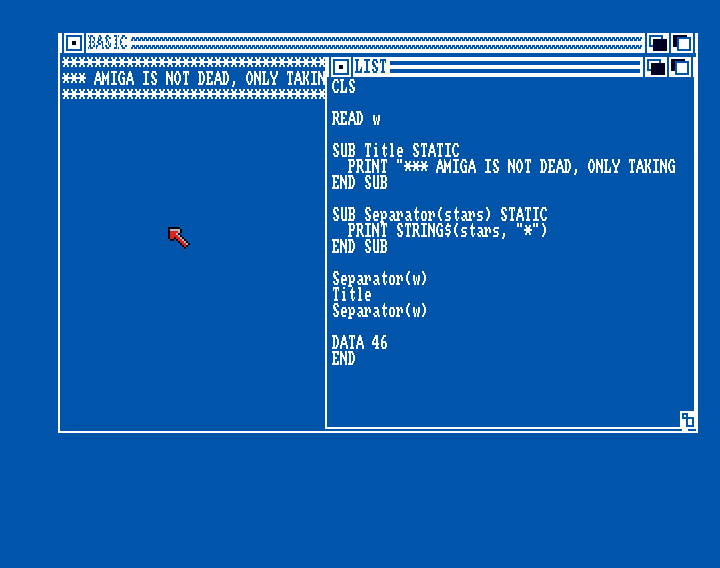 BASIC
*********************************
*** AMIGA IS NOT DEAD, ONLY TAKIN
*********************************
LIST
CLS
READ w
SUB Title STATIC
PRINT "*** AMIGA IS NOT DEAD, ONLY TAKING
END SUB
SUB Separator(stars) STATIC
PRINT STRING$(stars, "*")
END SUB
Separator(w)
Title
Separator(w)
DATA 46
END